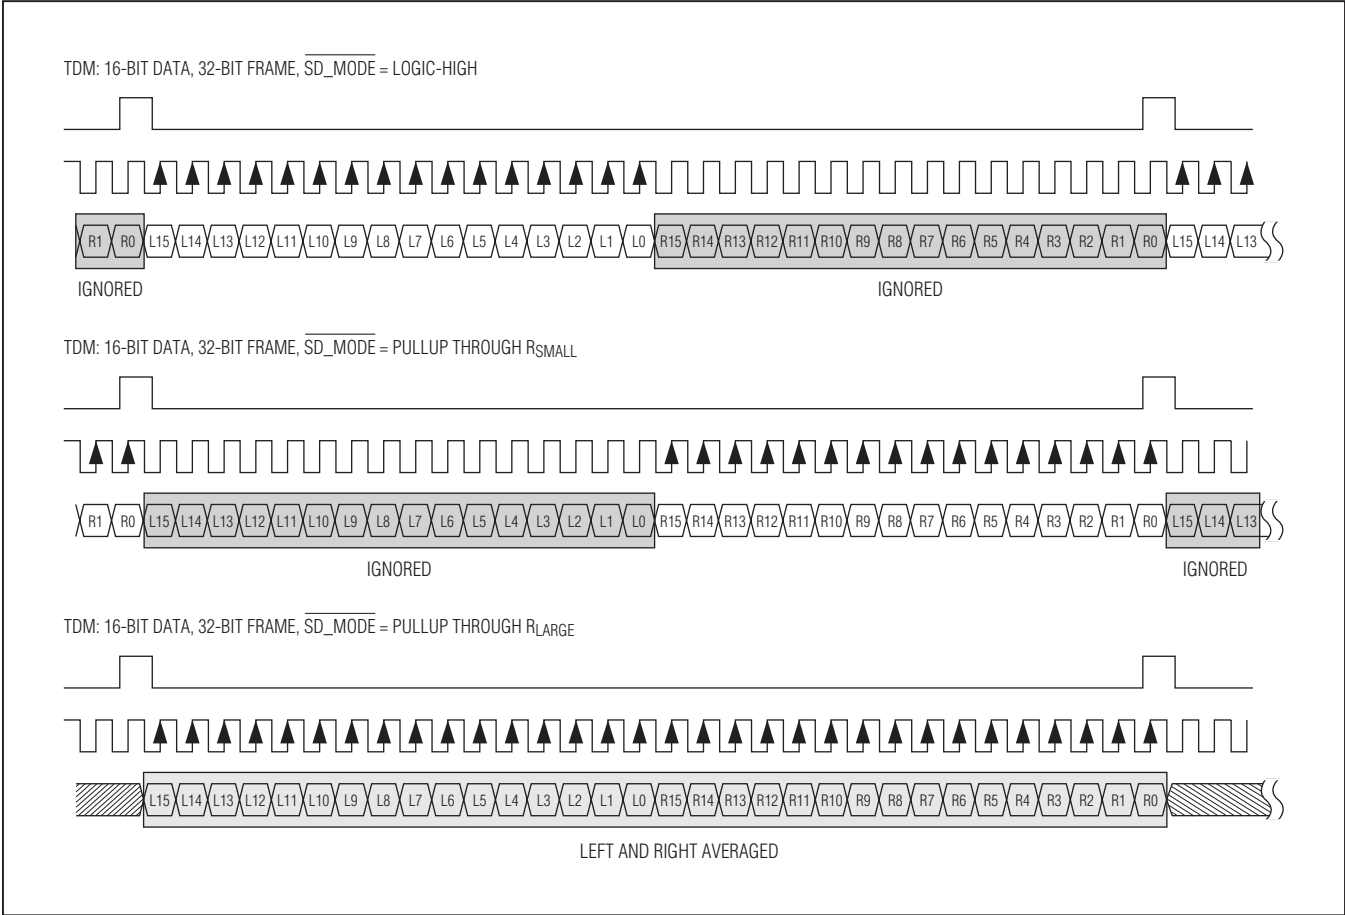 TDM: 16-BIT DATA, 32-BIT FRAME, SD_MODE = LOGIC-HIGH
R1 R0 L15 L14 L13 L12 L11 L10 L9 L8 L7 L6 L5 L4 L3 L2 L1 L0 R15 R14 R13 R12 R11 R10 R9 R8 R7 R6 R5 R4 R3 R2 R1 R0 L15 L14 L13
IGNORED IGNORED
TDM: 16-BIT DATA, 32-BIT FRAME, SD_MODE = PULLUP THROUGH RSMALL
R1 R0 L15 L14 L13 L12 L11 L10 L9 L8 L7 L6 L5 L4 L3 L2 L1 L0 R15 R14 R13 R12 R11 R10 R9 R8 R7 R6 R5 R4 R3 R2 R1 R0 L15 L14 L13
IGNORED IGNORED
TDM: 16-BIT DATA, 32-BIT FRAME, SD_MODE = PULLUP THROUGH RLARGE
L15 L14 L13 L12 L11 L10 L9 L8 L7 L6 L5 L4 L3 L2 L1 L0 R15 R14 R13 R12 R11 R10 R9 R8 R7 R6 R5 R4 R3 R2 R1 R0
LEFT AND RIGHT AVERAGED